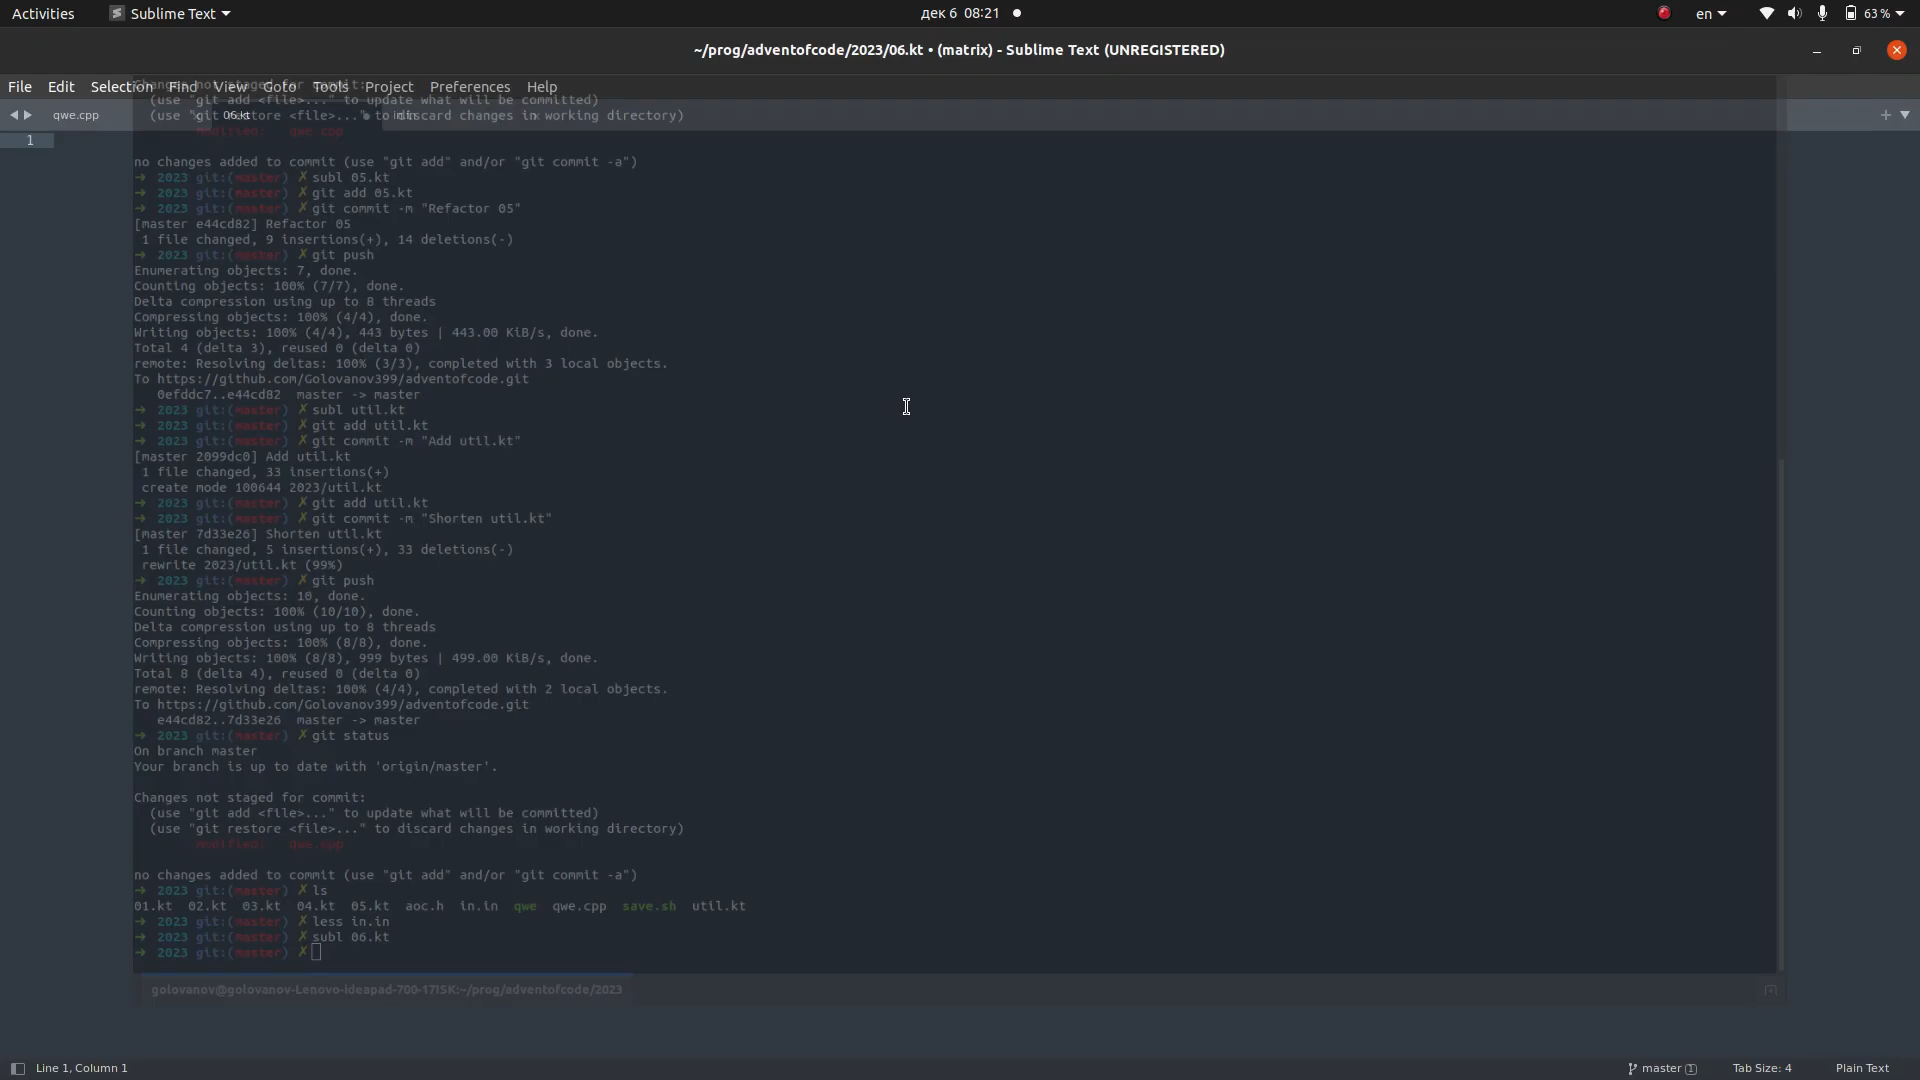 Activities Sublime Text дек 6 08:21 en 63 %
~/prog/adventofcode/2023/06.kt • (matrix) - Sublime Text (UNREGISTERED)
File Edit Selection Find View Goto Tools Project Preferences Help
Changes not staged for commit:
(use "git add <file>..." to update what will be committed)
qwe.cpp 06.kt in.in
(use "git restore <file>..." to discard changes in working directory)
modified: qwe.cpp
1
no changes added to commit (use "git add" and/or "git commit -a")
➜ 2023 git:(master) ✗ subl 05.kt
➜ 2023 git:(master) ✗ git add 05.kt
➜ 2023 git:(master) ✗ git commit -m "Refactor 05"
[master e44cd82] Refactor 05
1 file changed, 9 insertions(+), 14 deletions(-)
➜ 2023 git:(master) ✗ git push
Enumerating objects: 7, done.
Counting objects: 100% (7/7), done.
Delta compression using up to 8 threads
Compressing objects: 100% (4/4), done.
Writing objects: 100% (4/4), 443 bytes | 443.00 KiB/s, done.
Total 4 (delta 3), reused 0 (delta 0)
remote: Resolving deltas: 100% (3/3), completed with 3 local objects.
To https://github.com/Golovanov399/adventofcode.git
0efddc7..e44cd82 master -> master
➜ 2023 git:(master) ✗ subl util.kt
➜ 2023 git:(master) ✗ git add util.kt
➜ 2023 git:(master) ✗ git commit -m "Add util.kt"
[master 2099dc0] Add util.kt
1 file changed, 33 insertions(+)
create mode 100644 2023/util.kt
➜ 2023 git:(master) ✗ git add util.kt
➜ 2023 git:(master) ✗ git commit -m "Shorten util.kt"
[master 7d33e26] Shorten util.kt
1 file changed, 5 insertions(+), 33 deletions(-)
rewrite 2023/util.kt (99%)
➜ 2023 git:(master) ✗ git push
Enumerating objects: 10, done.
Counting objects: 100% (10/10), done.
Delta compression using up to 8 threads
Compressing objects: 100% (8/8), done.
Writing objects: 100% (8/8), 999 bytes | 499.00 KiB/s, done.
Total 8 (delta 4), reused 0 (delta 0)
remote: Resolving deltas: 100% (4/4), completed with 2 local objects.
To https://github.com/Golovanov399/adventofcode.git
e44cd82..7d33e26 master -> master
➜ 2023 git:(master) ✗ git status
On branch master
Your branch is up to date with 'origin/master'.
Changes not staged for commit:
(use "git add <file>..." to update what will be committed)
(use "git restore <file>..." to discard changes in working directory)
modified: qwe.cpp
no changes added to commit (use "git add" and/or "git commit -a")
➜ 2023 git:(master) ✗ ls
01.kt 02.kt 03.kt 04.kt 05.kt aoc.h in.in qwe qwe.cpp save.sh util.kt
➜ 2023 git:(master) ✗ less in.in
➜ 2023 git:(master) ✗ subl 06.kt
➜ 2023 git:(master) ✗
golovanov@golovanov-Lenovo-ideapad-700-17ISK:~/prog/adventofcode/2023
Line 1, Column 1 master 1 Tab Size: 4 Plain Text